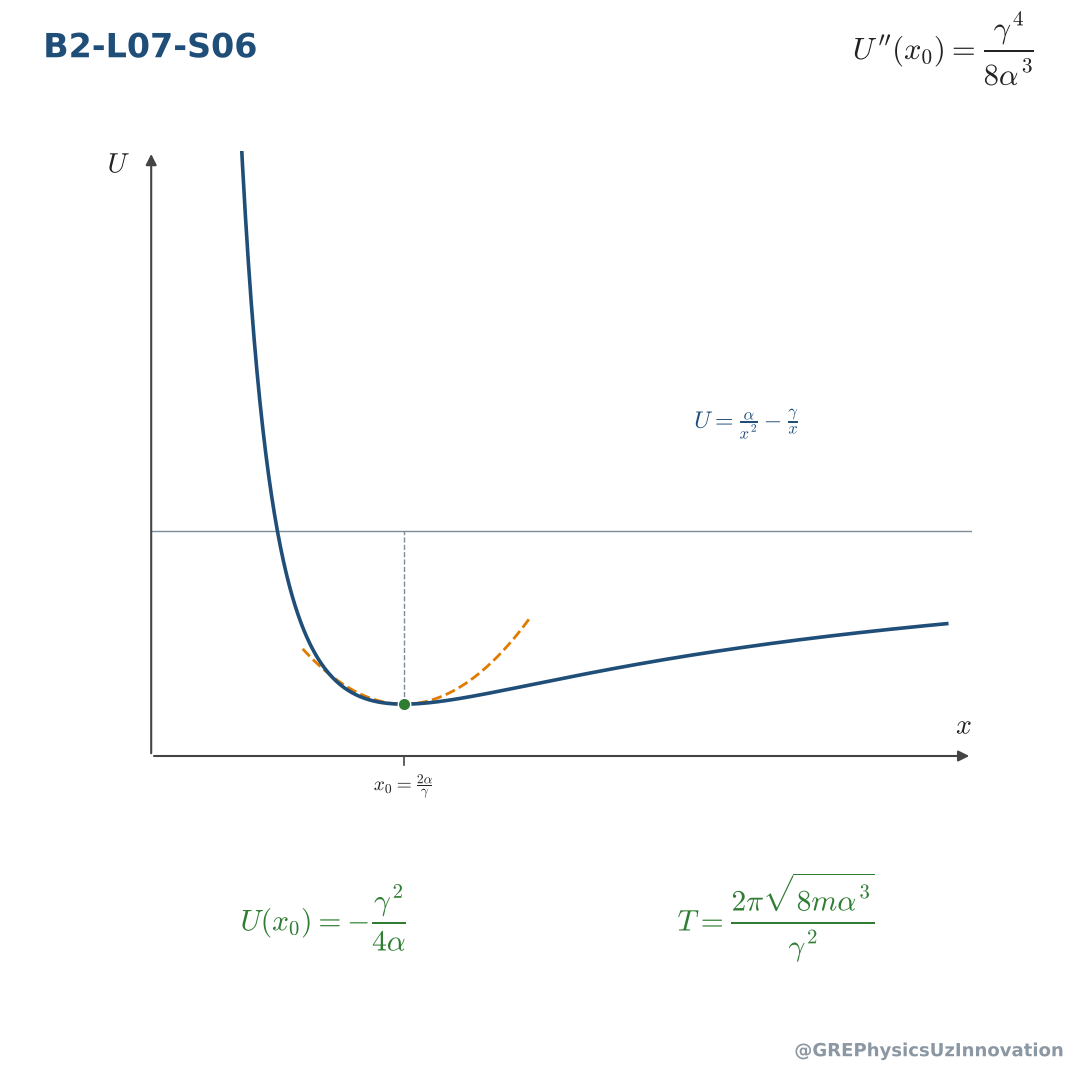 B2-L07-S06
U″(x₀) = γ⁴/8α³
U
U = α/x² − γ/x
x
x₀ = 2α/γ
U(x₀) = −γ²/4α
T = 2π√(8mα³)/γ²
@GREPhysicsUzInnovation